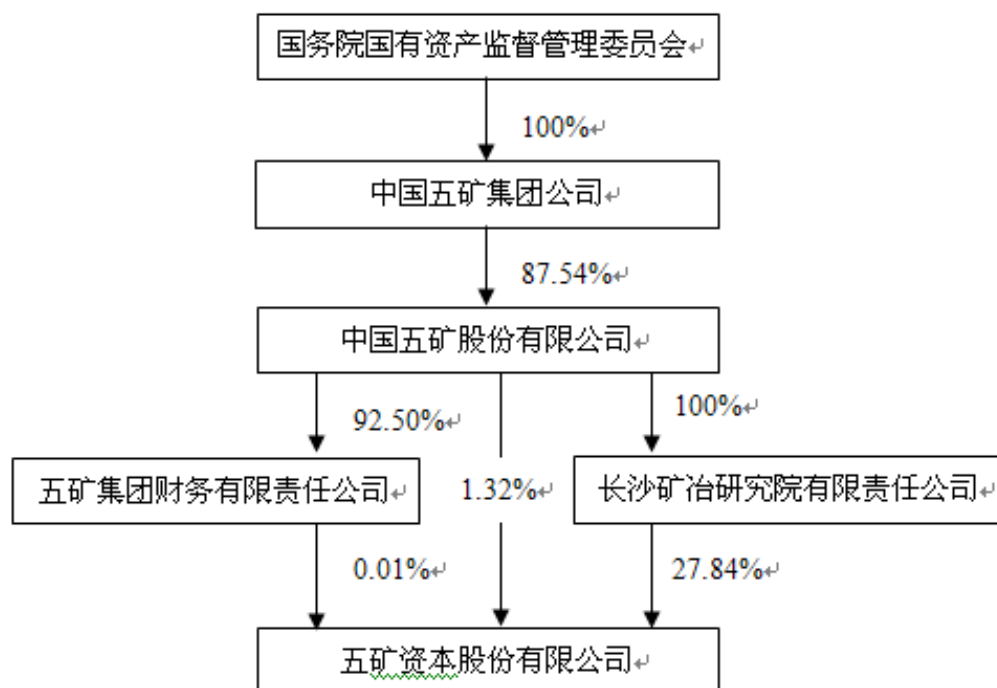 国务院国有资产监督管理委员会
100%
中国五矿集团公司
87.54%
中国五矿股份有限公司
92.50%
100%
五矿集团财务有限责任公司
1.32%
长沙矿冶研究院有限责任公司
0.01%
27.84%
五矿资本股份有限公司